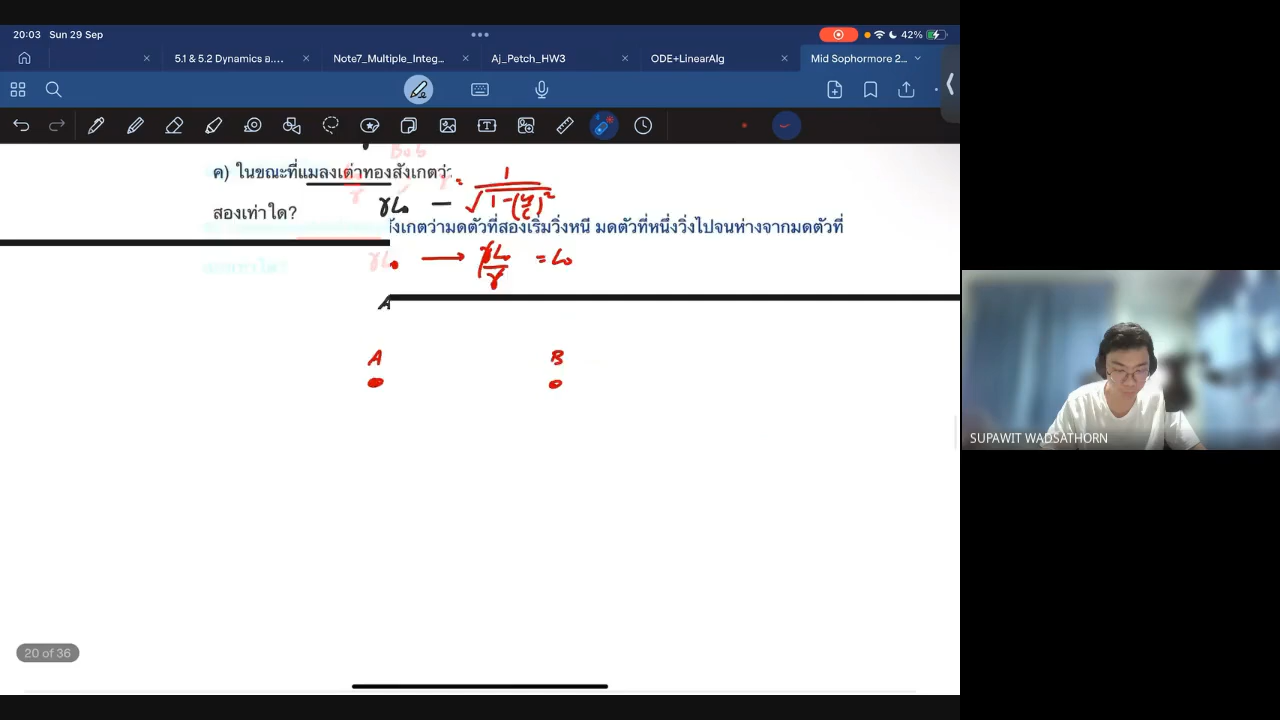 20:03 Sun 29 Sep
42%
5.1 & 5.2 Dynamics a....
Note7_Multiple_Integ...
Aj_Petch_HW3
ODE+LinearAlg
Mid Sophormore 2...
Bug
ค) ในขณะที่แมลงเต่าทองสังเกตว่
= 1
γL₀ — √1-(u/c)²
สองเท่าใด?
ังเกตว่ามดตัวที่สองเริ่มวิ่งหนี มดตัวที่หนึ่งวิ่งไปจนห่างจากมดตัวที่
→ γL₀/γ = L₀
A
A B
20 of 36
SUPAWIT WADSATHORN